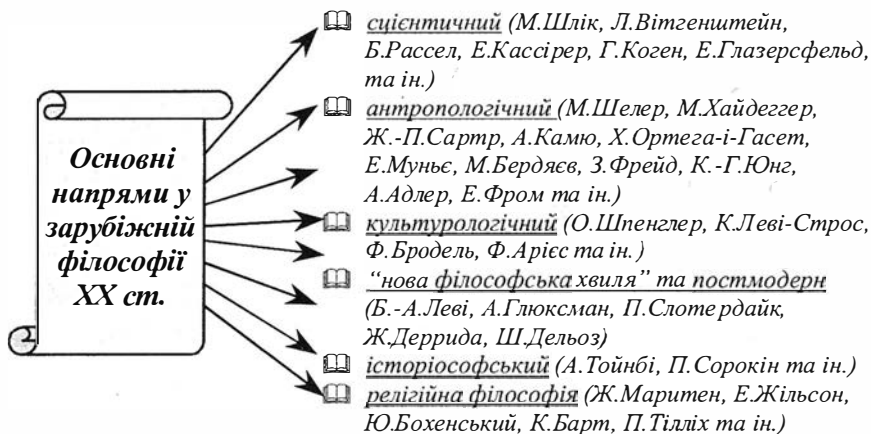 Основні
напрями у
зарубіжній
філософії
XX ст.
сцієнтичний (М.Шлік, Л.Вітгенштейн,
Б.Рассел, Е.Кассірер, Г.Коген, Е.Глазерсфельд,
та ін.)
антропологічний (М.Шелер, М.Хайдеггер,
Ж.-П.Сартр, А.Камю, Х.Ортега-і-Гасет,
Е.Муньє, М.Бердяєв, З.Фрейд, К.-Г.Юнг,
А.Адлер, Е.Фром та ін.)
культурологічний (О.Шпенглер, К.Леві-Строс,
Ф.Бродель, Ф.Арієс та ін.)
“нова філософська хвиля” та постмодерн
(Б.-А.Леві, А.Глюксман, П.Слотердайк,
Ж.Деррида, Ш.Дельоз)
історіософський (А.Тойнбі, П.Сорокін та ін.)
релігійна філософія (Ж.Маритен, Е.Жільсон,
Ю.Бохенський, К.Барт, П.Тілліх та ін.)